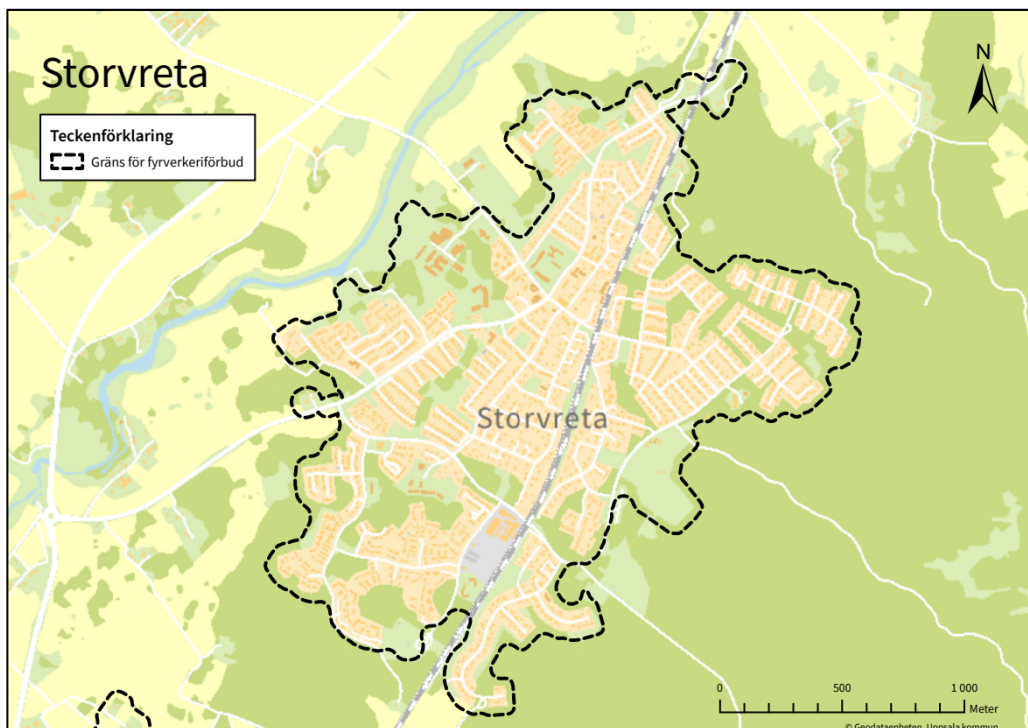 Storvreta
Teckenförklaring
Gräns för fyrverkeriförbud
N
Storvreta
0 500 1 000
Meter
© Geodataenheten, Uppsala kommun